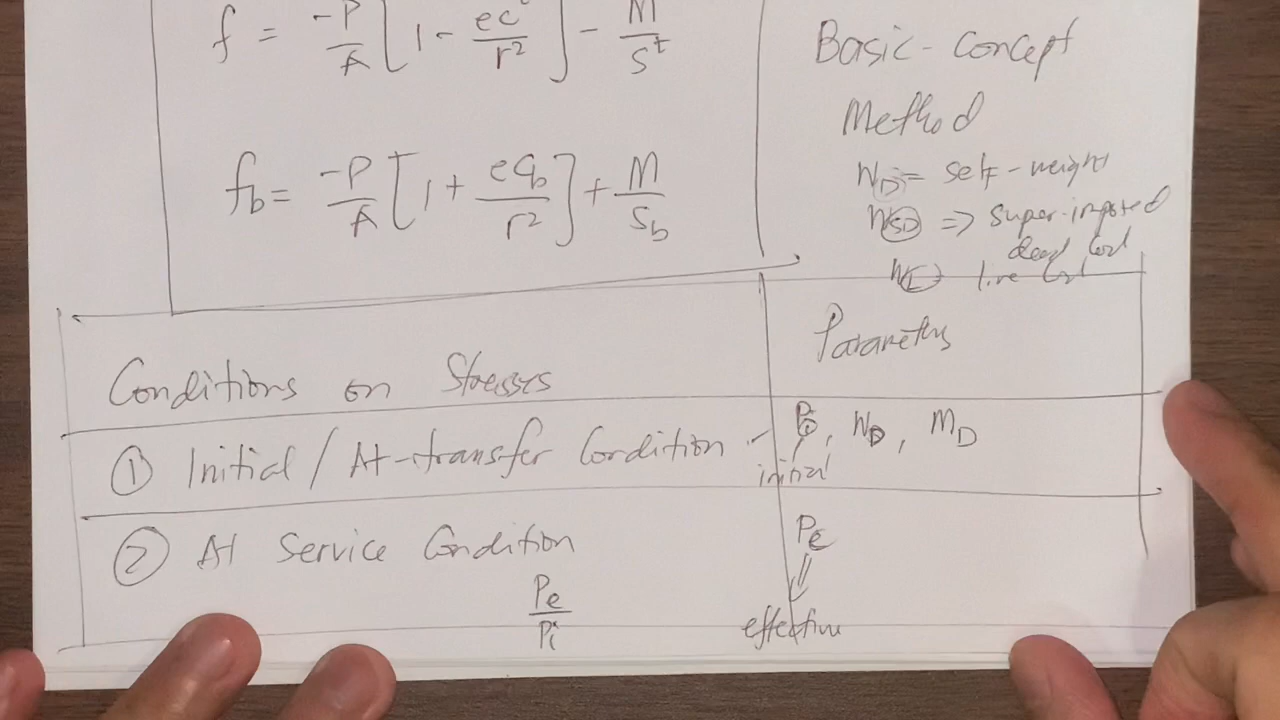 f = -P/A [1 - ec/r²] - M/Sᵗ
f_b = -P/A [1 + ec_b/r²] + M/S_b
Basic-concept
Method
W_D = self-weight
W_SD => super-imposed
dead load
W_L live load
Conditions on Stresses
Parameters
① Initial / At-transfer Condition - P_i, W_D, M_D
initial
② At Service Condition
P_e
P_e/P_i
effective